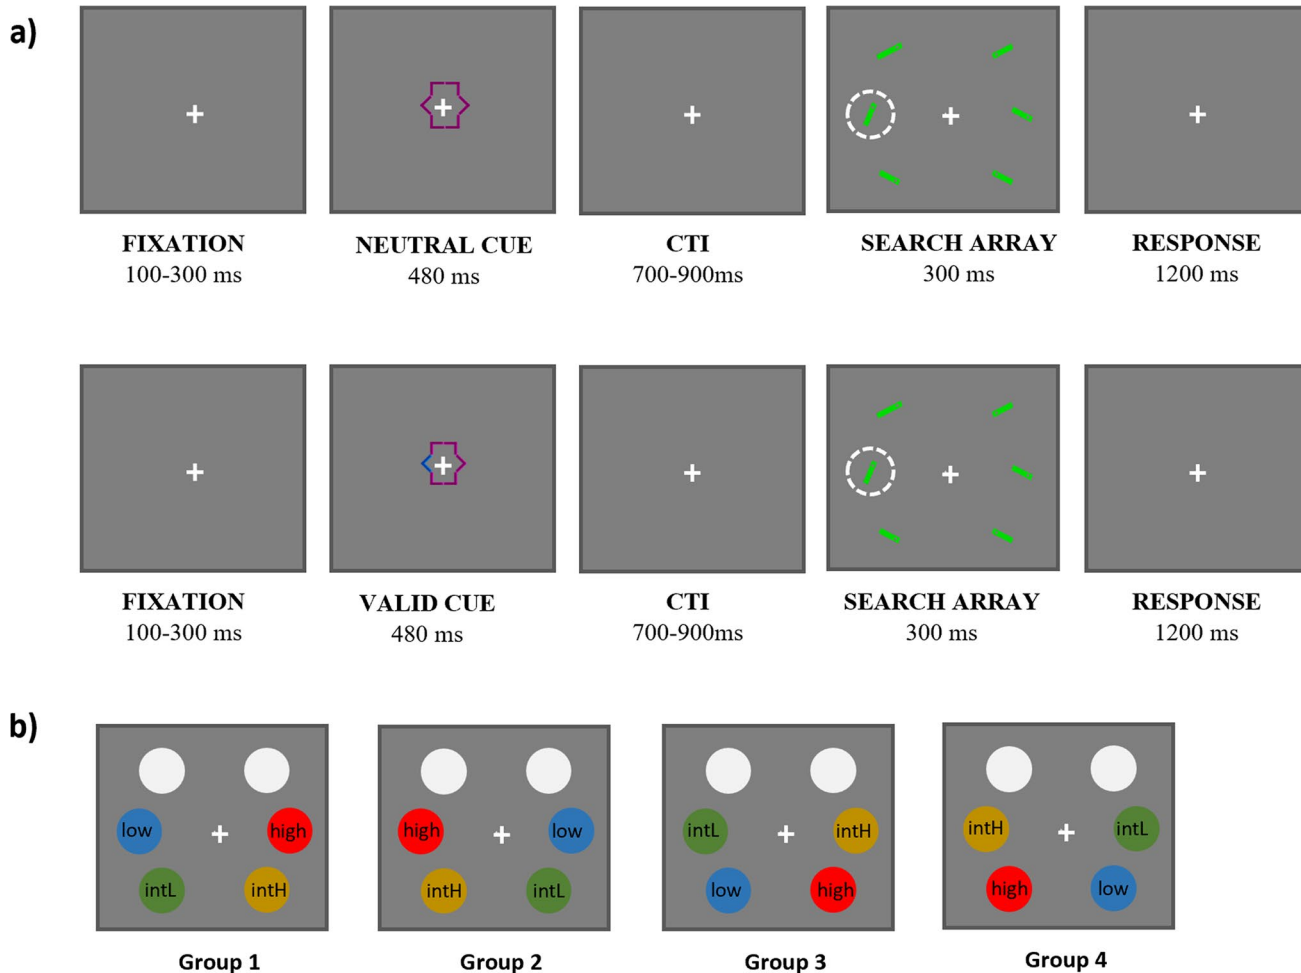 a)
FIXATION NEUTRAL CUE CTI SEARCH ARRAY RESPONSE
100-300 ms 480 ms 700-900ms 300 ms 1200 ms
FIXATION VALID CUE CTI SEARCH ARRAY RESPONSE
100-300 ms 480 ms 700-900ms 300 ms 1200 ms
b)
low high high low intL intH intH intL
intL intH intH intL low high high low
Group 1 Group 2 Group 3 Group 4